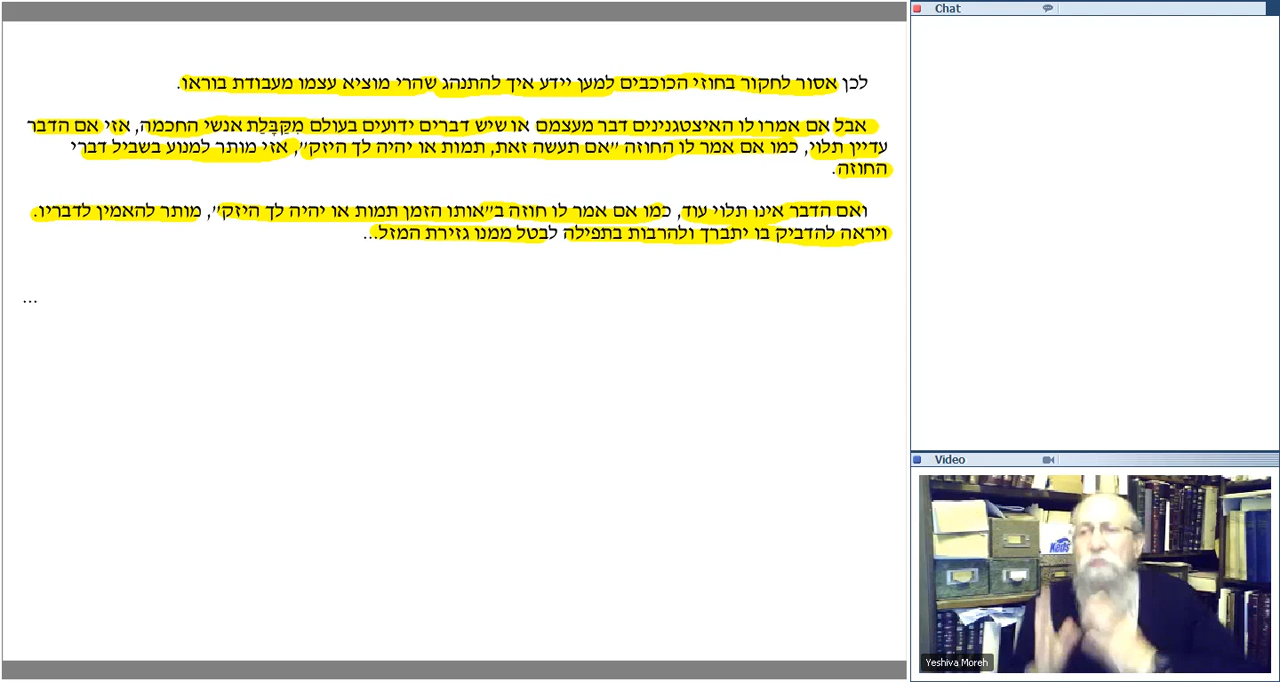 לכן אסור לחקור בחוזי הכוכבים למען יידע איך להתנהג שהרי מוציא עצמו מעבודת בוראו.
אבל אם אמרו לו האיצטגנינים דבר מעצמם או שיש דברים ידועים בעולם מִקַּבָּלַת אנשי החכמה, אזי אם הדבר
עדיין תלוי, כמו אם אמר לו החוזה "אם תעשה זאת, תמות או יהיה לך היזק", אזי מותר למנוע בשביל דברי
החוזה.
ואם הדבר אינו תלוי עוד, כמו אם אמר לו חוזה ב"אותו הזמן תמות או יהיה לך היזק", מותר להאמין לדבריו.
ויראה להדביק בו יתברך ולהרבות בתפילה לבטל ממנו גזירת המזל...
...
Chat
Video
Keds
Yeshiva Moreh